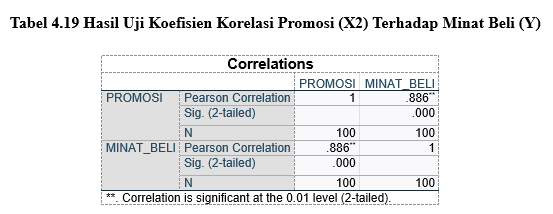 Tabel 4.19 Hasil Uji Koefisien Korelasi Promosi (X2) Terhadap Minat Beli (Y)
Correlations
PROMOSI MINAT_BELI
PROMOSI Pearson Correlation 1 .886**
Sig. (2-tailed) .000
N 100 100
MINAT_BELI Pearson Correlation .886** 1
Sig. (2-tailed) .000
N 100 100
**. Correlation is significant at the 0.01 level (2-tailed).